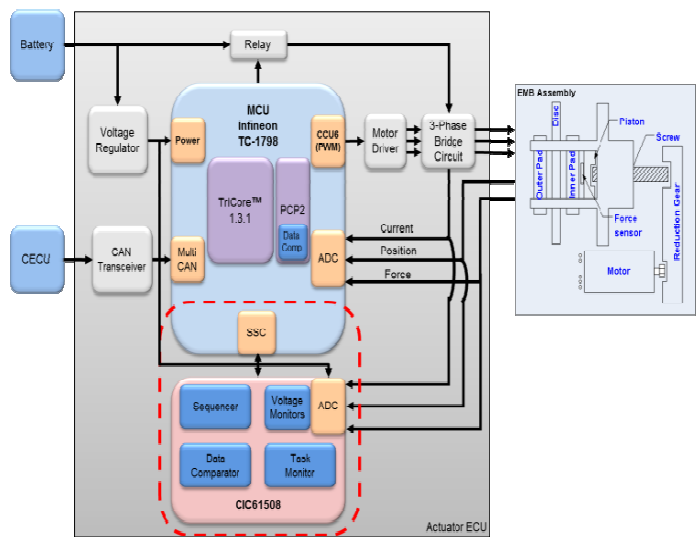 Battery
Relay
EMB Assembly
MCU
Infineon
TC-1798
Voltage
Regulator
Power
CCU6
(PWM)
Motor
Driver
3-Phase
Bridge
Circuit
Disc
Piston
Screw
Outer Pad
Inner Pad
Force
sensor
Reduction Gear
Motor
TriCore™
1.3.1
PCP2
Data
Comp.
Current
Position
Force
CECU
CAN
Transceiver
Multi
CAN
ADC
SSC
Sequencer
Voltage
Monitors
ADC
Data
Comparator
Task
Monitor
CIC61508
Actuator ECU